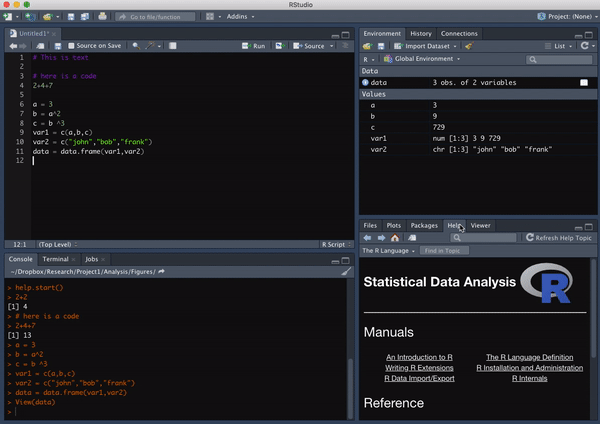 RStudio
Go to file/function
Addins
Project: (None)
Untitled1*
Source on Save
Run
Source
1 # This is text
2
3 # here is a code
4 2+4+7
5
6 a = 3
7 b = a^2
8 c = b ^3
9 var1 = c(a,b,c)
10 var2 = c("john","bob","frank")
11 data = data.frame(var1,var2)
12
12:1 (Top Level) R Script
Console Terminal Jobs
~/Dropbox/Research/Project1/Analysis/Figures/
> help.start()
> 2+2
[1] 4
> # here is a code
> 2+4+7
[1] 13
> a = 3
> b = a^2
> c = b ^3
> var1 = c(a,b,c)
> var2 = c("john","bob","frank")
> data = data.frame(var1,var2)
> View(data)
>
Environment History Connections
Import Dataset List
R Global Environment
Data
data 3 obs. of 2 variables
Values
a 3
b 9
c 729
var1 num [1:3] 3 9 729
var2 chr [1:3] "john" "bob" "frank"
Files Plots Packages Help Viewer
Refresh Help Topic
The R Language Find in Topic
Statistical Data Analysis R
Manuals
An Introduction to R The R Language Definition
Writing R Extensions R Installation and Administration
R Data Import/Export R Internals
Reference